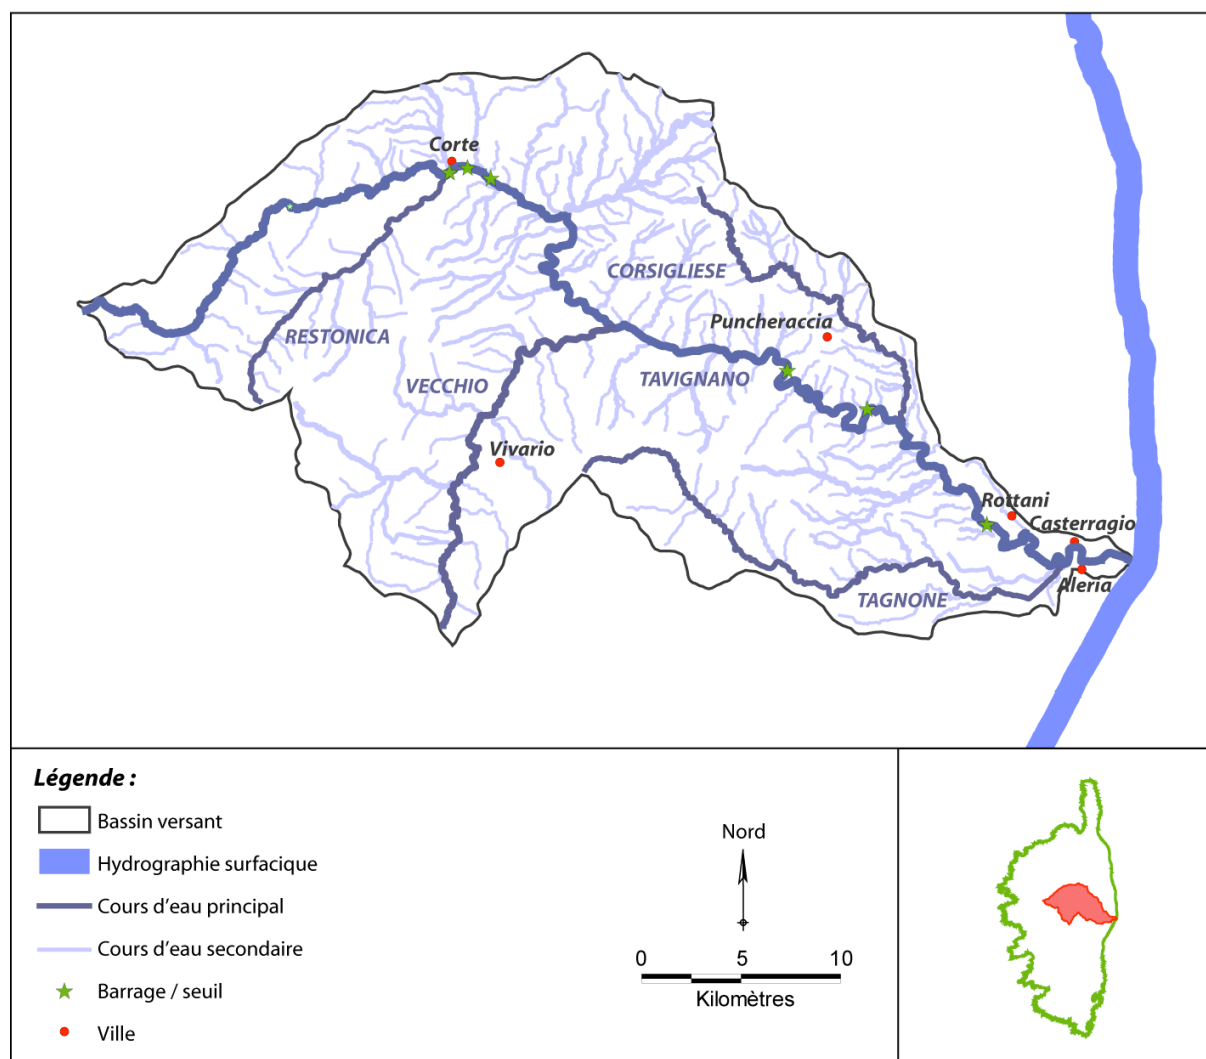 Corte
CORSIGLIESE
Puncheraccia
RESTONICA
VECCHIO
TAVIGNANO
Vivario
Rottani
Casterragio
Aleria
TAGNONE
Légende :
Bassin versant
Hydrographie surfacique
Cours d’eau principal
Cours d’eau secondaire
Barrage / seuil
Ville
Nord
0 5 10
Kilomètres